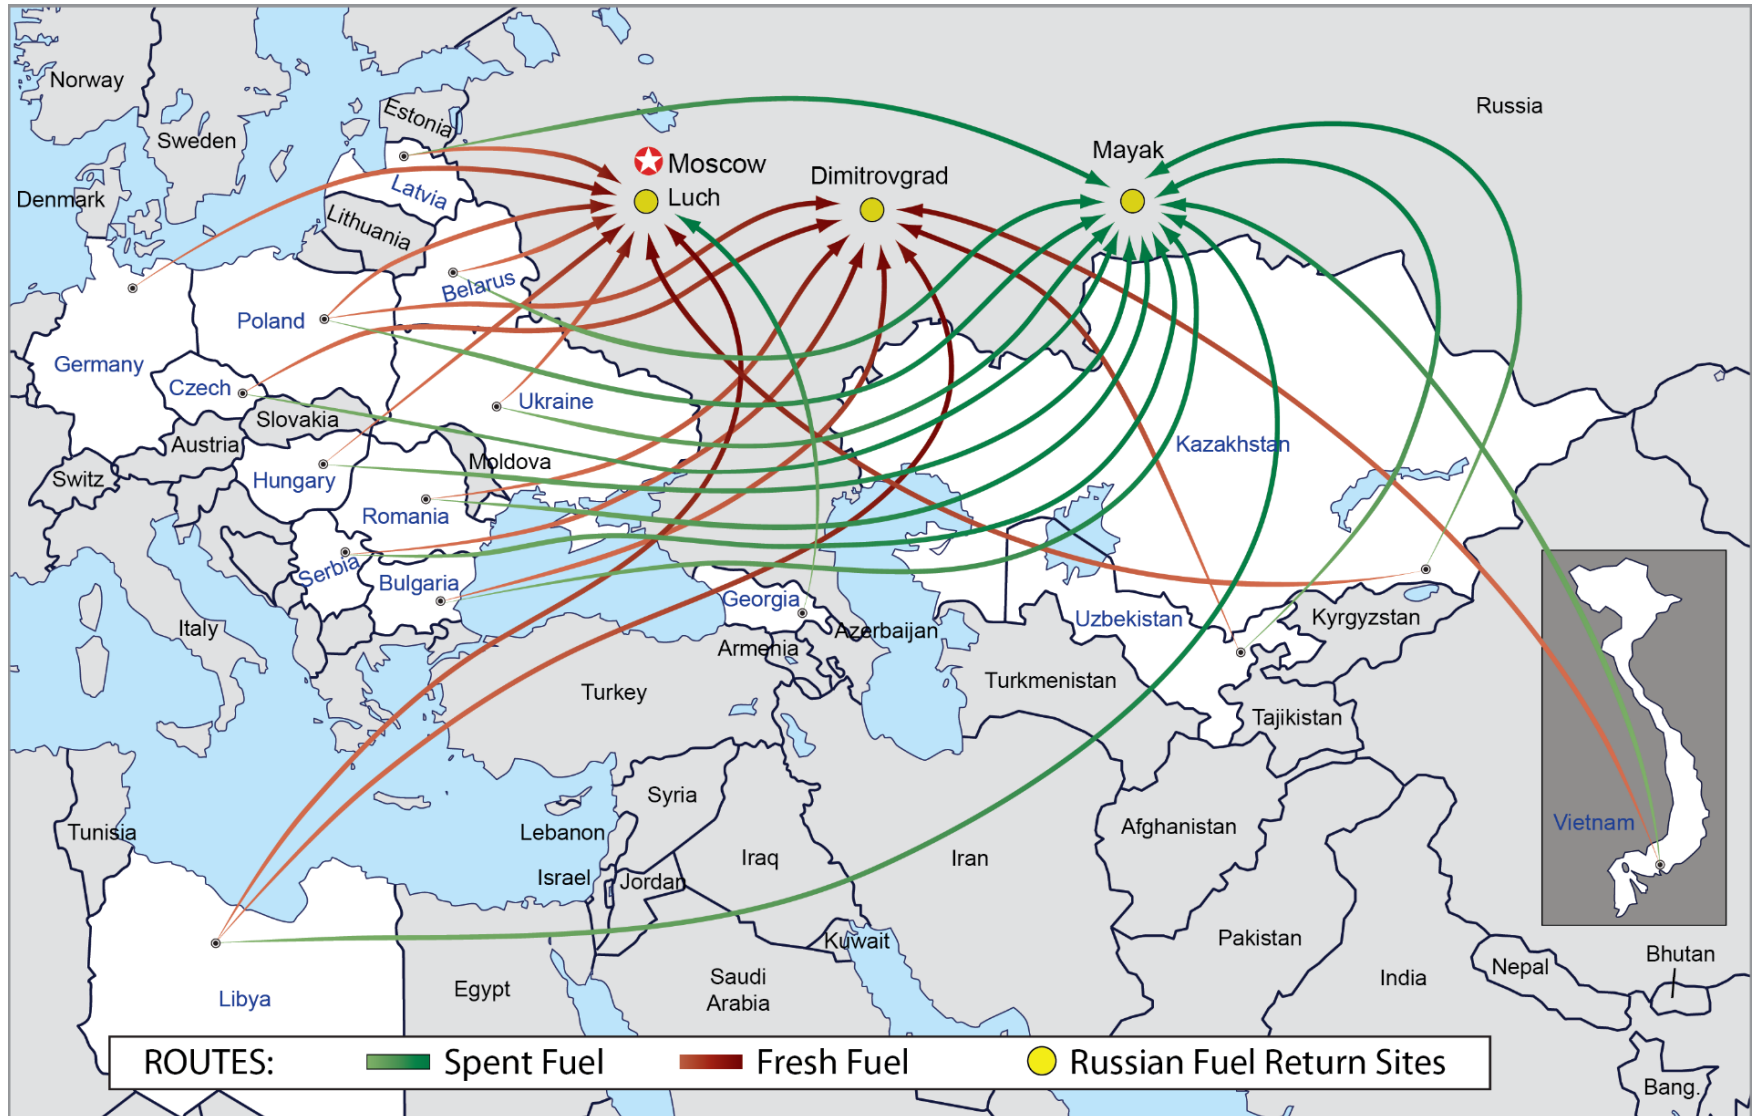 Norway
Sweden
Denmark
Estonia
Latvia
Lithuania
Russia
Moscow
Luch
Dimitrovgrad
Mayak
Belarus
Poland
Germany
Czech
Slovakia
Ukraine
Austria
Switz
Hungary
Moldova
Romania
Serbia
Bulgaria
Italy
Georgia
Armenia
Azerbaijan
Kazakhstan
Uzbekistan
Kyrgyzstan
Turkmenistan
Tajikistan
Turkey
Tunisia
Syria
Lebanon
Israel
Jordan
Iraq
Iran
Afghanistan
Vietnam
Kuwait
Pakistan
India
Nepal
Bhutan
Libya
Egypt
Saudi
Arabia
Bang.
ROUTES: Spent Fuel Fresh Fuel Russian Fuel Return Sites